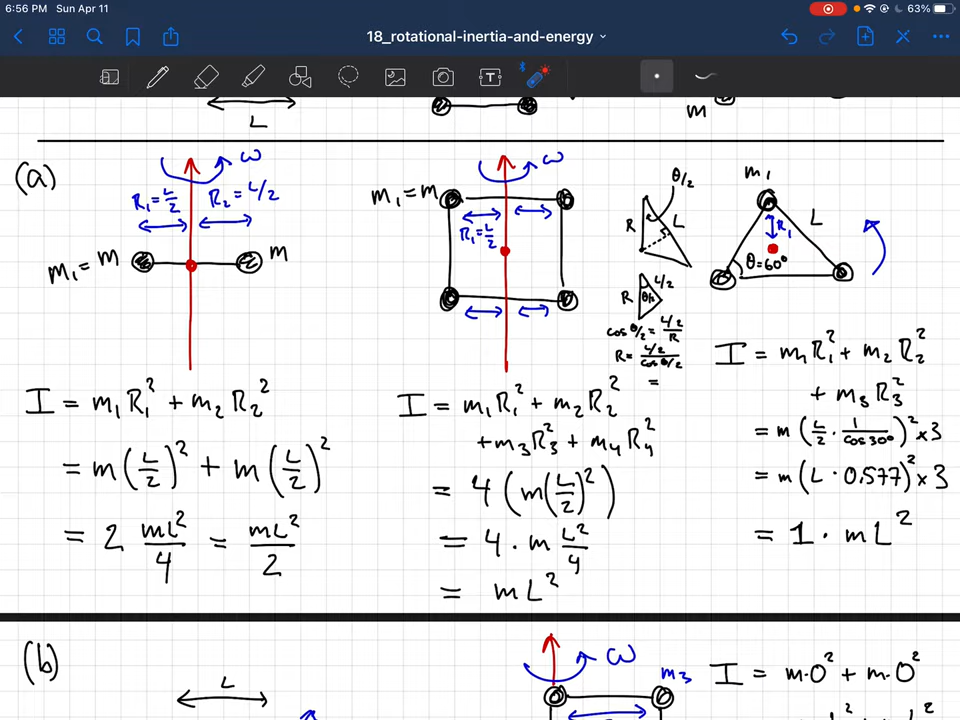 6:56 PM Sun Apr 11
63%
18_rotational-inertia-and-energy
T
L
m
(a)
ω
R₁ = L/2
R₂ = L/2
m₁ = m
m
I = m₁R₁² + m₂R₂²
= m(L/2)² + m(L/2)²
= 2 mL²/4 = mL²/2
ω
m₁ = m
R₁ = L/2
I = m₁R₁² + m₂R₂²
+ m₃R₃² + m₄R₄²
= 4(m(L/2)²)
= 4 · m L²/4
= mL²
θ/2
R
L
R
L/2
θ/2
cos θ/2 = L/2 / R
R = L/2 / cos θ/2
=
m₁
R₁
L
θ = 60°
I = m₁R₁² + m₂R₂²
+ m₃R₃²
= m(L/2 · 1/cos30°)² × 3
= m(L · 0.577)² × 3
= 1 · mL²
(b)
L
ω
m₃
I = m·0² + m·0²